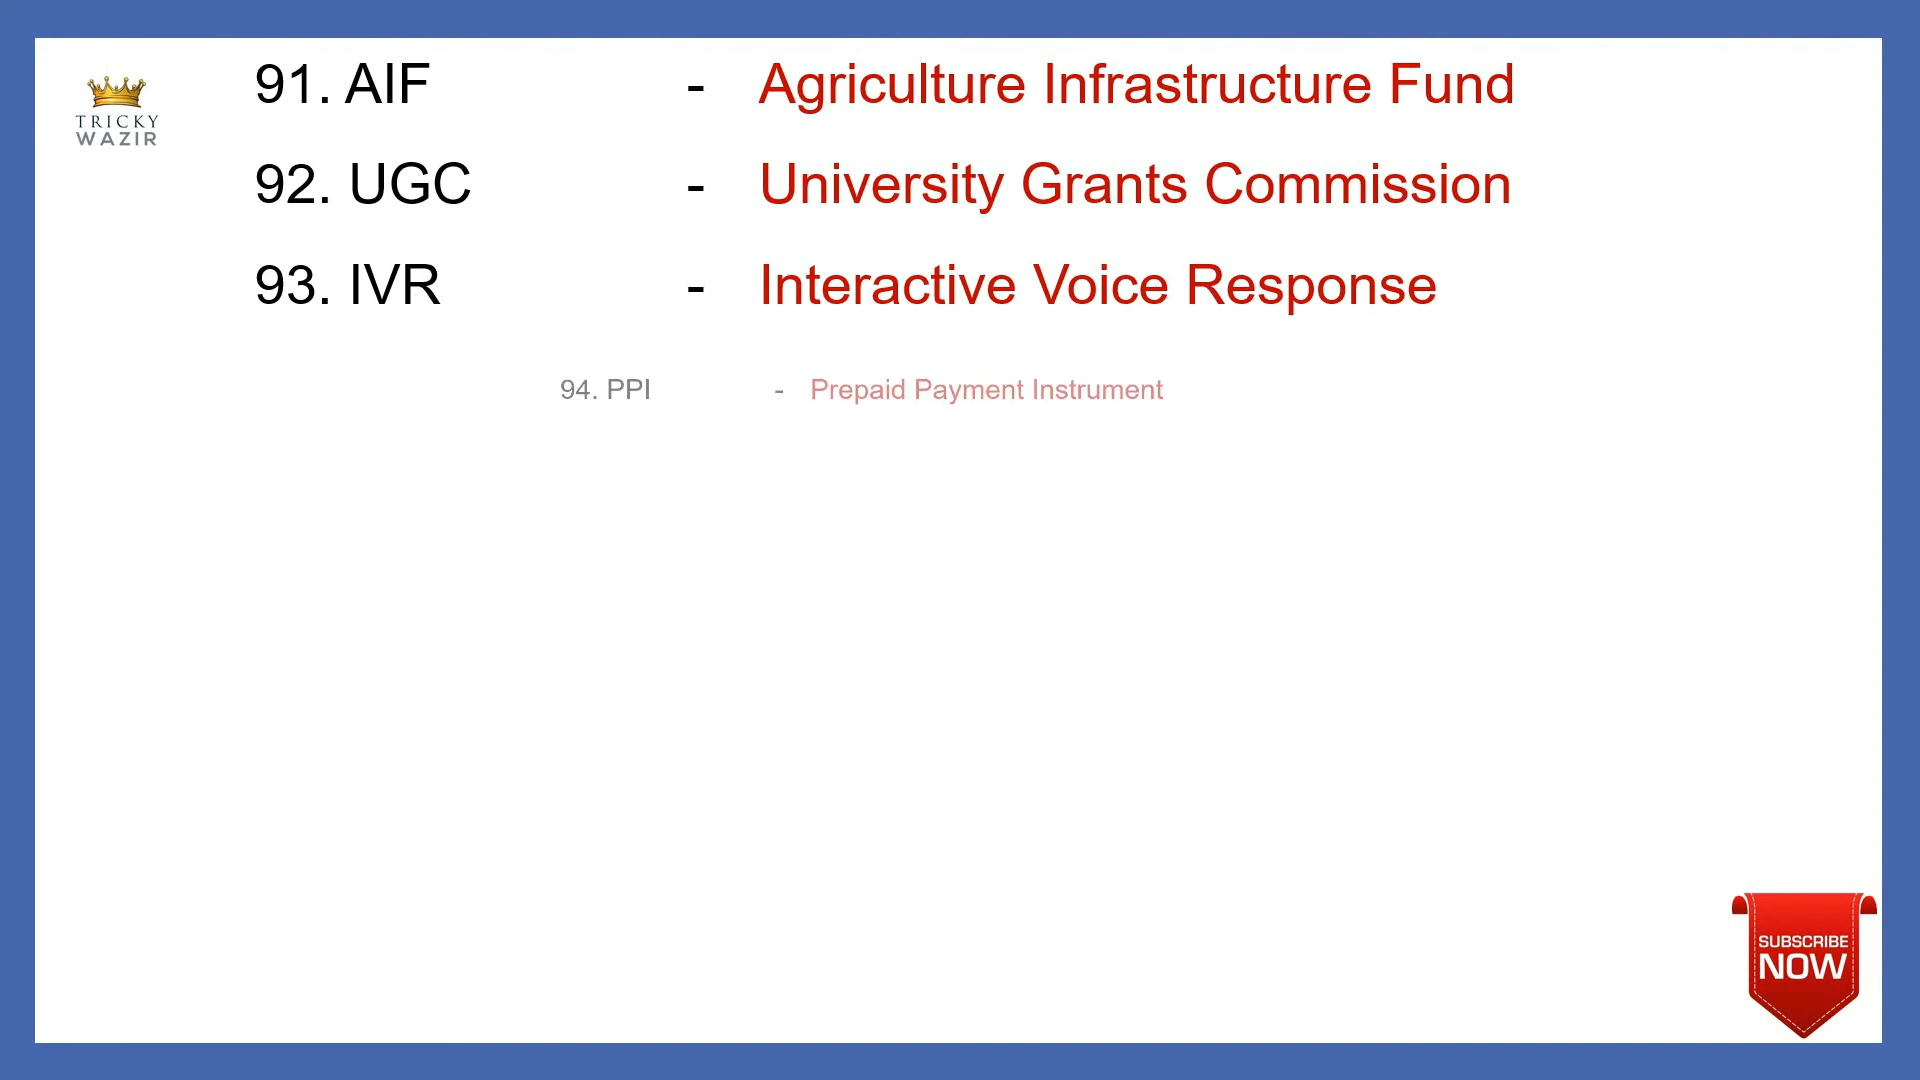 91. AIF - Agriculture Infrastructure Fund
TRICKY
WAZIR
92. UGC - University Grants Commission
93. IVR - Interactive Voice Response
94. PPI - Prepaid Payment Instrument
SUBSCRIBE
NOW